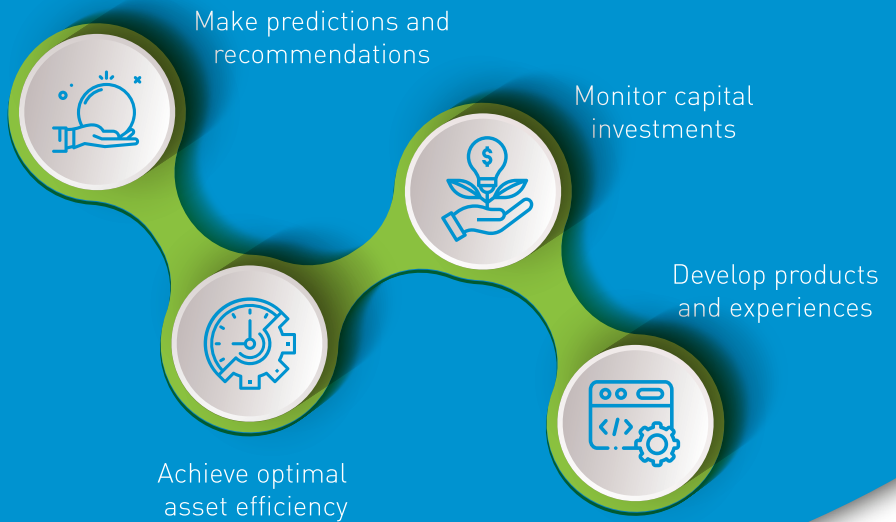 Make predictions and
recommendations
Monitor capital
investments
$
Develop products
and experiences
</>
Achieve optimal
asset efficiency